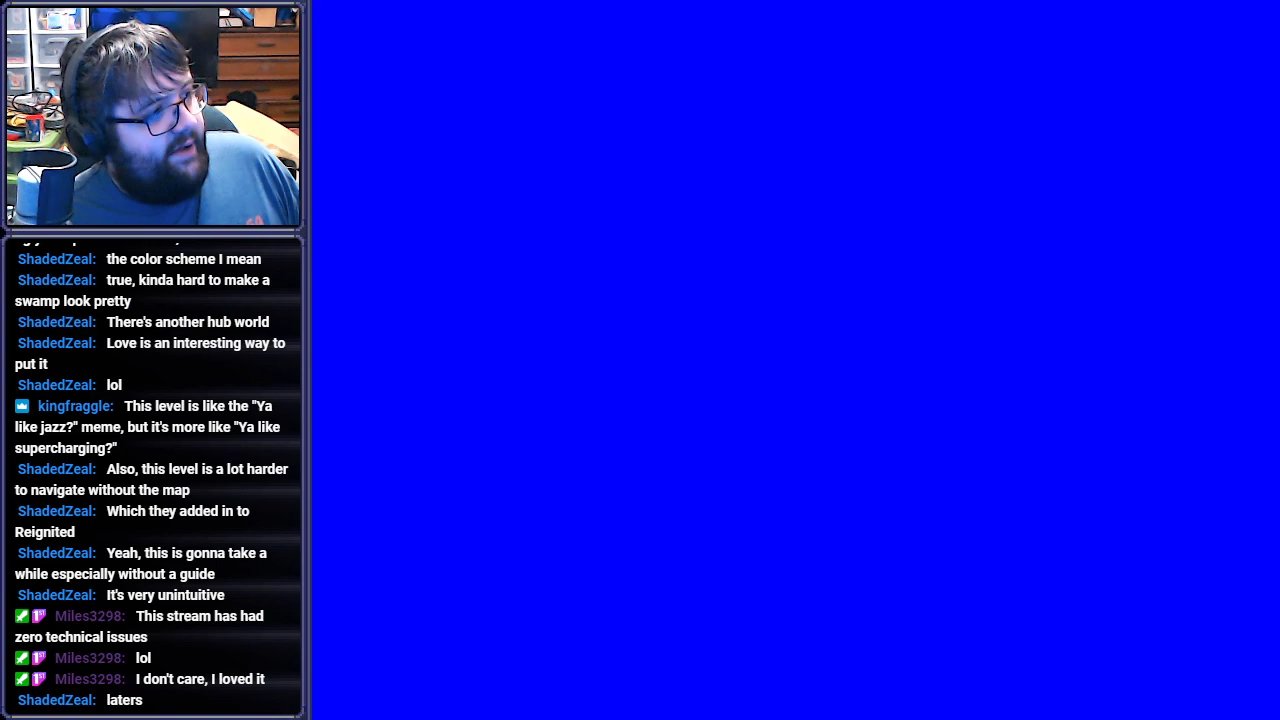 ShadedZeal: the color scheme I mean
ShadedZeal: true, kinda hard to make a
swamp look pretty
ShadedZeal: There's another hub world
ShadedZeal: Love is an interesting way to
put it
ShadedZeal: lol
kingfraggle: This level is like the "Ya
like jazz?" meme, but it's more like "Ya like
supercharging?"
ShadedZeal: Also, this level is a lot harder
to navigate without the map
ShadedZeal: Which they added in to
Reignited
ShadedZeal: Yeah, this is gonna take a
while especially without a guide
ShadedZeal: It's very unintuitive
1ST Miles3298: This stream has had
zero technical issues
1ST Miles3298: lol
1ST Miles3298: I don't care, I loved it
ShadedZeal: laters